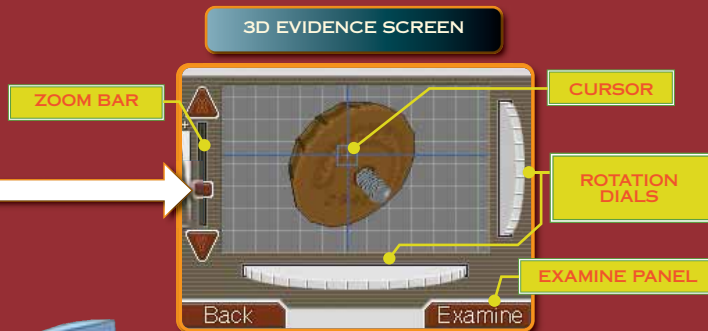 3D EVIDENCE SCREEN
ZOOM BAR
CURSOR
ROTATION
DIALS
EXAMINE PANEL
X
Y
Back
Examine